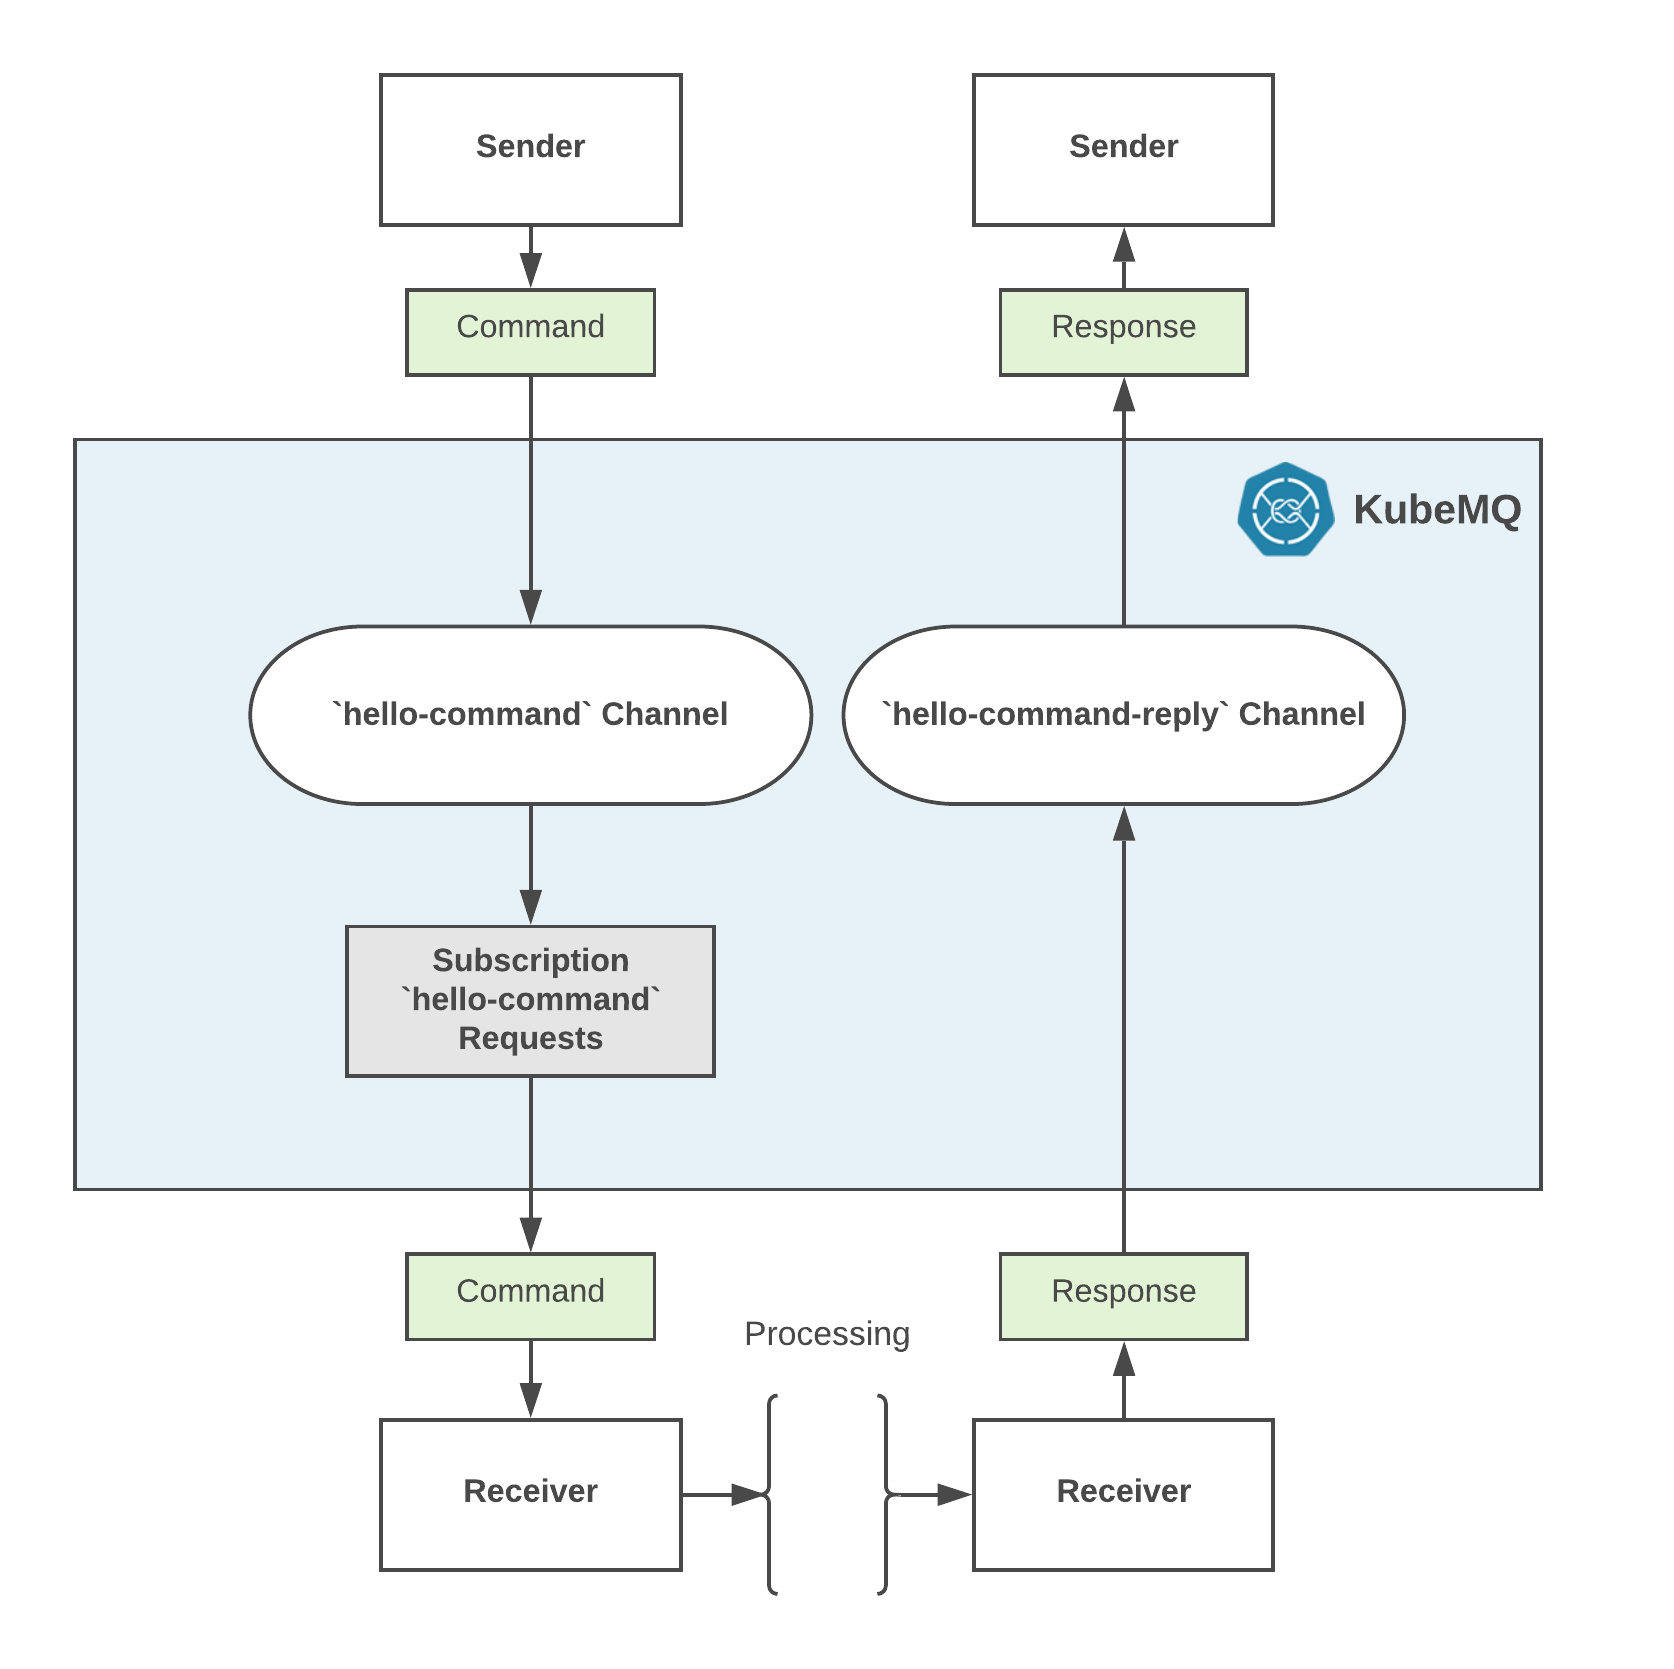 Sender
Sender
Command
Response
KubeMQ
`hello-command` Channel
`hello-command-reply` Channel
Subscription
`hello-command`
Requests
Command
Response
Processing
Receiver
Receiver